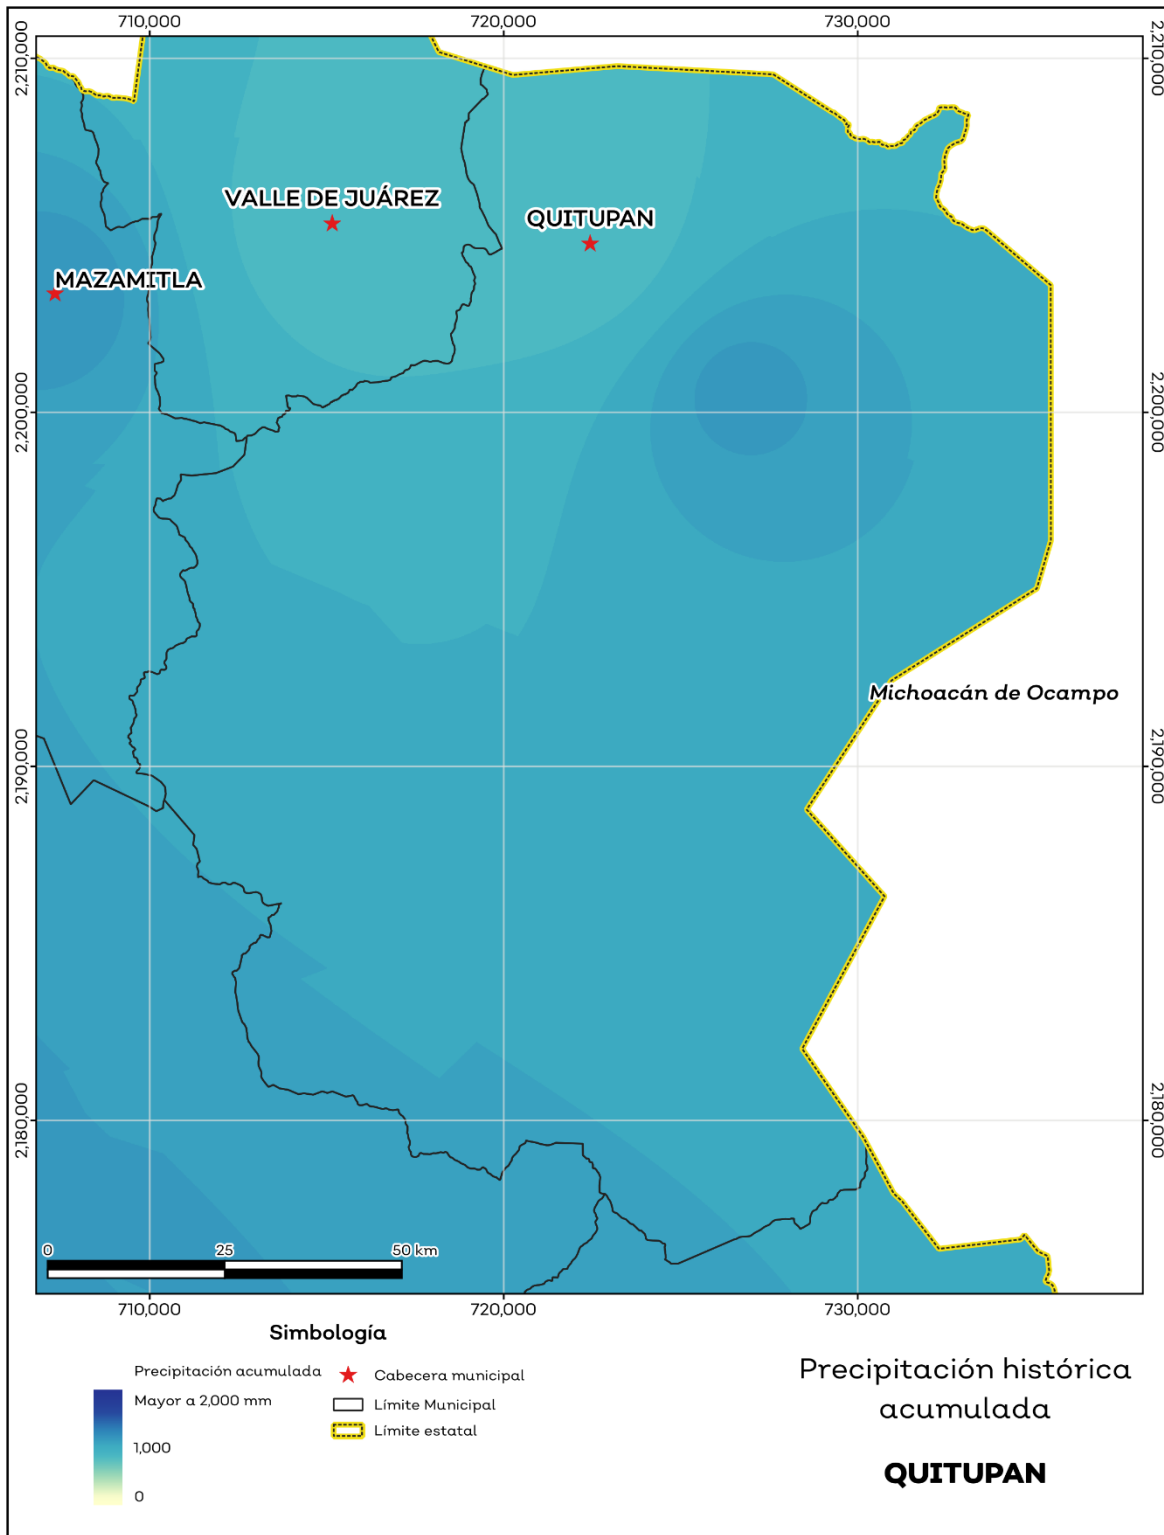 710,000 720,000 730,000
2,210,000 2,210,000
VALLE DE JUÁREZ
QUITUPAN
MAZAMITLA
2,200,000 2,200,000
Michoacán de Ocampo
2,190,000 2,190,000
2,180,000 2,180,000
0 25 50 km
710,000 720,000 730,000
Simbología
Precipitación acumulada
Mayor a 2,000 mm
1,000
0
Cabecera municipal
Límite Municipal
Límite estatal
Precipitación histórica
acumulada
QUITUPAN